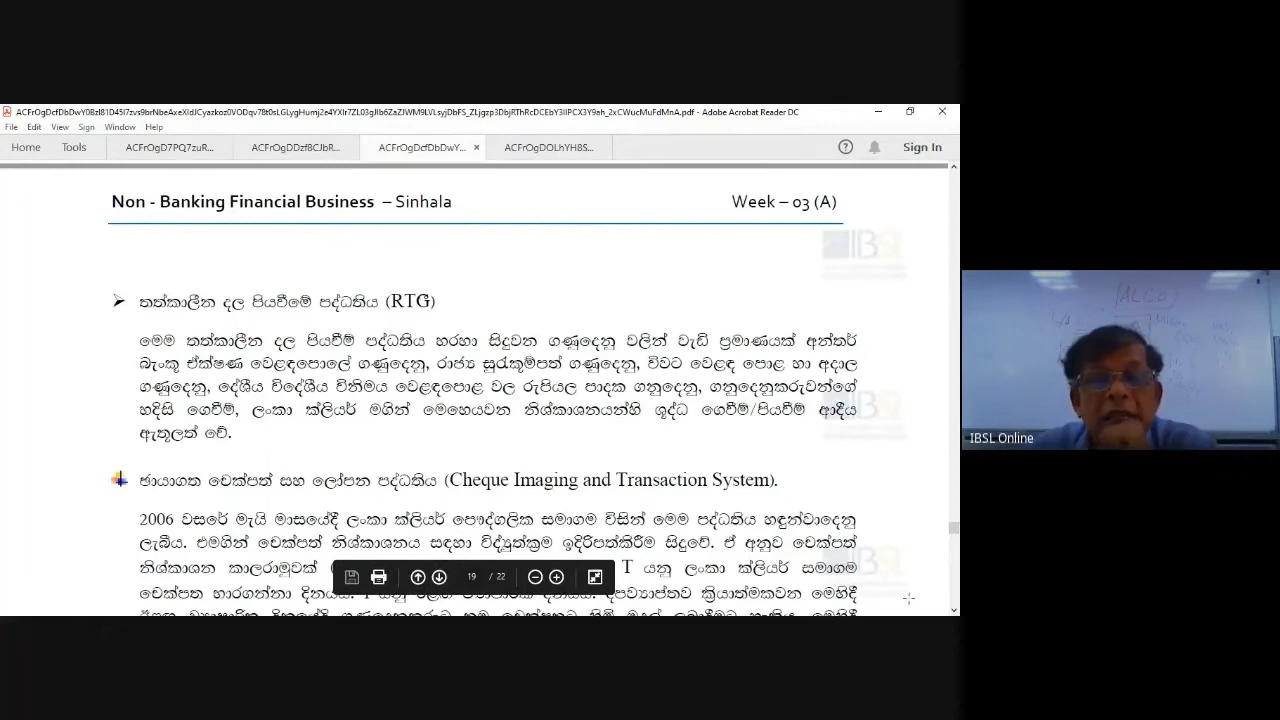 ACFrOgDcfDbDwY0BzI81D45I7zvs9brNbeAxeXIdJCyazkoz0VODqv78t0sLGLygHumj2e4YXIr7ZL03gJIb6ZaZJWM9LVLsyjDbFS_ZLjgzp3DbjRThRcDCEbY3IIPCX3Y9ah_2xCWucMuFdMnA.pdf - Adobe Acrobat Reader DC
File Edit View Sign Window Help
Home Tools ACFrOgD7PQ7zuR... ACFrOgDDzf8CJbR... ACFrOgDcfDbDwY... × ACFrOgDOLhYH8S... Sign In
Non - Banking Financial Business – Sinhala Week – 03 (A)
IBSL
➢ තත්කාලීන දල පියවීමේ පද්ධතිය (RTG)
මෙම තත්කාලීන දල පියවීම් පද්ධතිය හරහා සිදුවන ගණුදෙනු වලින් වැඩි ප්‍රමාණයක් අන්තර්
බැංකු ඒක්ෂණ වෙළඳපොලේ ගණුදෙනු, රාජ්‍ය සුරැකුම්පත් ගණුදෙනු, විවට වෙළඳ පොළ හා අදාල
ගණුදෙනු, දේශීය විදේශීය විනිමය වෙළඳපොළ වල රුපියල පාදක ගනුදෙනු, ගනුදෙනුකරුවන්ගේ
හදිසි ගෙවීම්, ලංකා ක්ලියර් මගින් මෙහෙයවන නිශ්කාශනයන්හි ශුද්ධ ගෙවීම්/පියවීම් ආදීය
ඇතුලත් වේ.
ඡායාගත චෙක්පත් සහ ලෝපන පද්ධතිය (Cheque Imaging and Transaction System).
2006 වසරේ මැයි මාසයේදී ලංකා ක්ලියර් පෞද්ගලික සමාගම විසින් මෙම පද්ධතිය හඳුන්වාදෙනු
ලැබීය. එමගින් චෙක්පත් නිශ්කාශනය සඳහා විද්‍යුත්ක්‍රම ඉදිරිපත්කිරීම සිදුවේ. ඒ අනුව චෙක්පත්
නිශ්කාශන කාලරාමුවක් T යනු ලංකා ක්ලියර් සමාගම
චෙක්පත භාරගන්නා
19 / 22
(ALCO)
IBSL Online